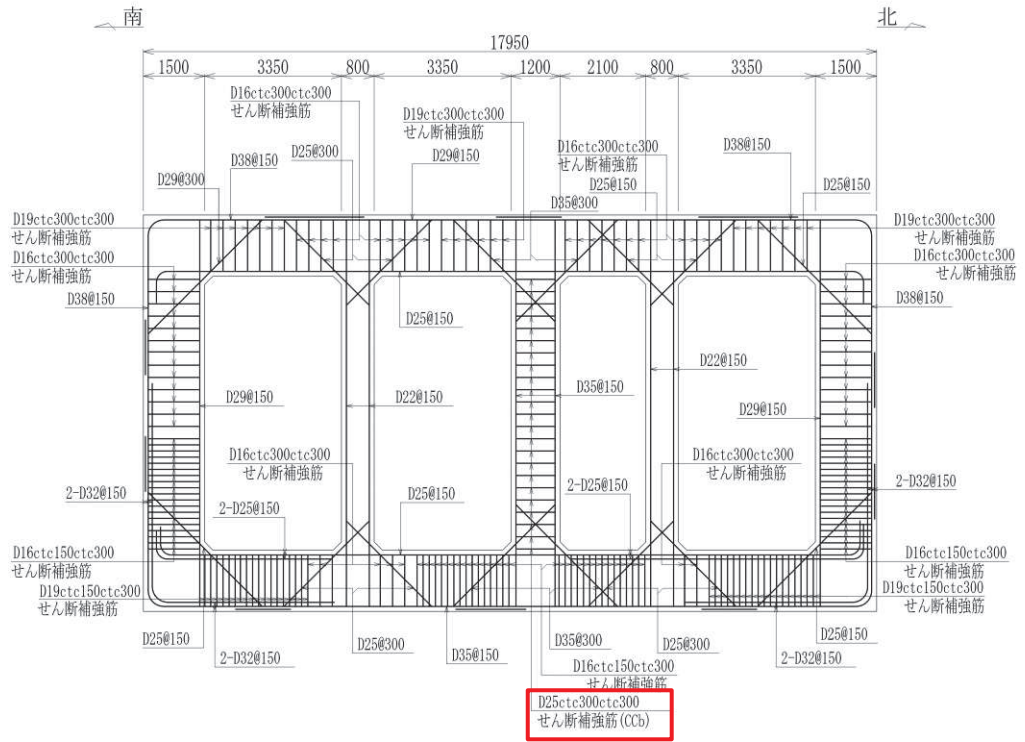 南
北
17950
1500
3350
800
3350
1200
2100
800
3350
1500
D16ctc300ctc300
せん断補強筋
D19ctc300ctc300
せん断補強筋
D16ctc300ctc300
せん断補強筋
D38@150
D25@300
D29@150
D38@150
D29@300
D25@150
D25@150
D35@300
D19ctc300ctc300
せん断補強筋
D19ctc300ctc300
せん断補強筋
D16ctc300ctc300
せん断補強筋
D16ctc300ctc300
せん断補強筋
D38@150
D38@150
D25@150
D22@150
D29@150
D22@150
D35@150
D29@150
D16ctc300ctc300
せん断補強筋
D16ctc300ctc300
せん断補強筋
2-D32@150
2-D25@150
D25@150
2-D25@150
2-D32@150
D16ctc150ctc300
せん断補強筋
D16ctc150ctc300
せん断補強筋
D19ctc150ctc300
せん断補強筋
D19ctc150ctc300
せん断補強筋
D25@150
D25@300
D35@300
D25@300
D25@150
2-D32@150
D35@150
2-D32@150
D16ctc150ctc300
せん断補強筋
D25ctc300ctc300
せん断補強筋(CCb)